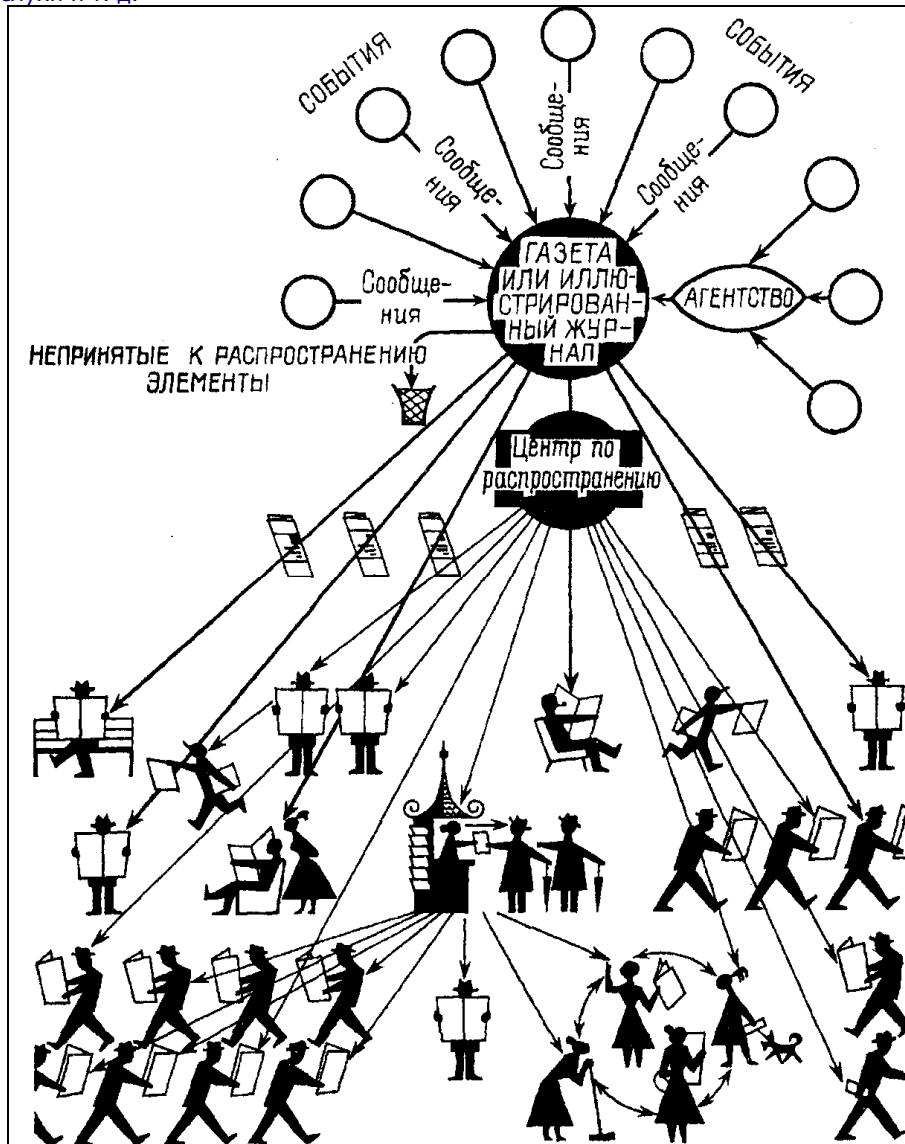 СОБЫТИЯ
СОБЫТИЯ
Сообще-
ния
Сообще-
ния
Сообще-
ния
Сообще-
ния
ГАЗЕТА
ИЛИ ИЛЛЮ-
СТРИРОВАН-
НЫЙ ЖУР-
НАЛ
АГЕНТСТВО
НЕПРИНЯТЫЕ К РАСПРОСТРАНЕНИЮ
ЭЛЕМЕНТЫ
Центр по
распространению